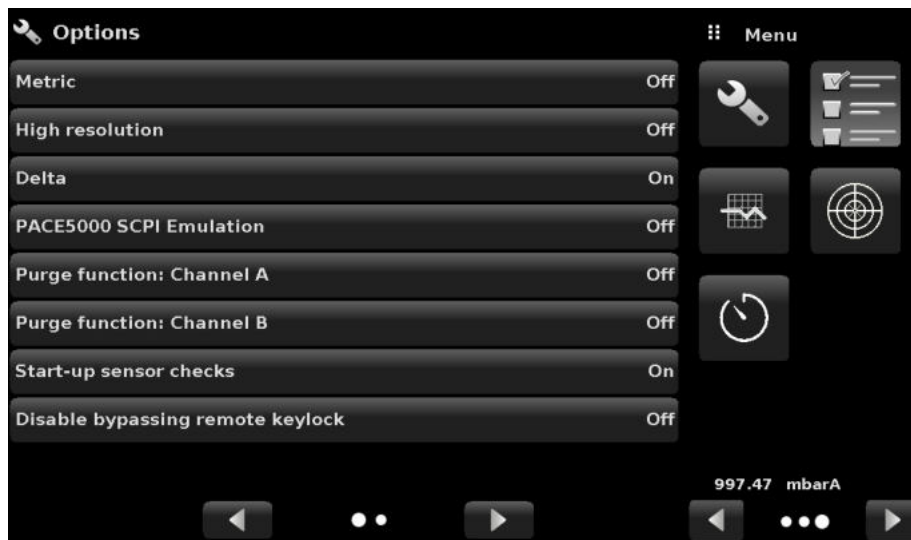 Options
Menu
Metric Off
High resolution Off
Delta On
PACE5000 SCPI Emulation Off
Purge function: Channel A Off
Purge function: Channel B Off
Start-up sensor checks On
Disable bypassing remote keylock Off
997.47 mbarA